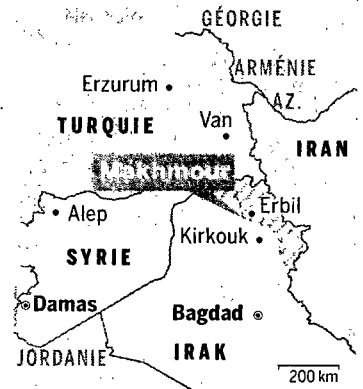 GÉORGIE
ARMÉNIE
Erzurum
AZ.
TURQUIE
Van
IRAN
Makhmour
Alep
Erbil
Kirkouk
SYRIE
Damas
Bagdad
JORDANIE
IRAK
200 km